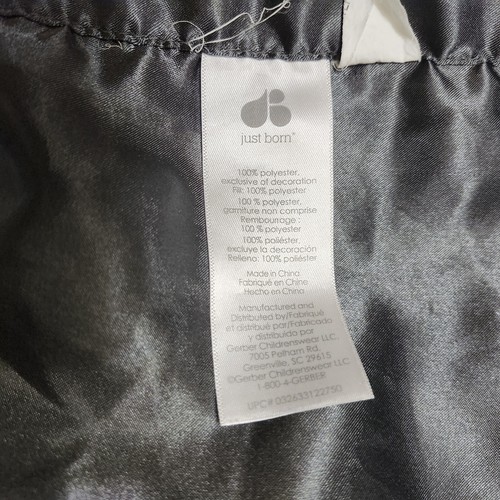 just born™
100% polyester,
exclusive of decoration
Fill: 100% polyester
100 % polyester,
garniture non comprise
Rembourrage :
100 % polyester
100% poliéster,
excluye la decoración
Relleno: 100% poliéster
Made in China
Fabriqué en Chine
Hecho en China
Manufactured and
Distributed by/Fabriqué
et distribué par/Fabricado
y distribuido por
Gerber Childrenswear LLC.
7005 Pelham Rd.
Greenville, SC 29615
©Gerber Childrenswear LLC.
1-800-4-GERBER
UPC# 032633122750